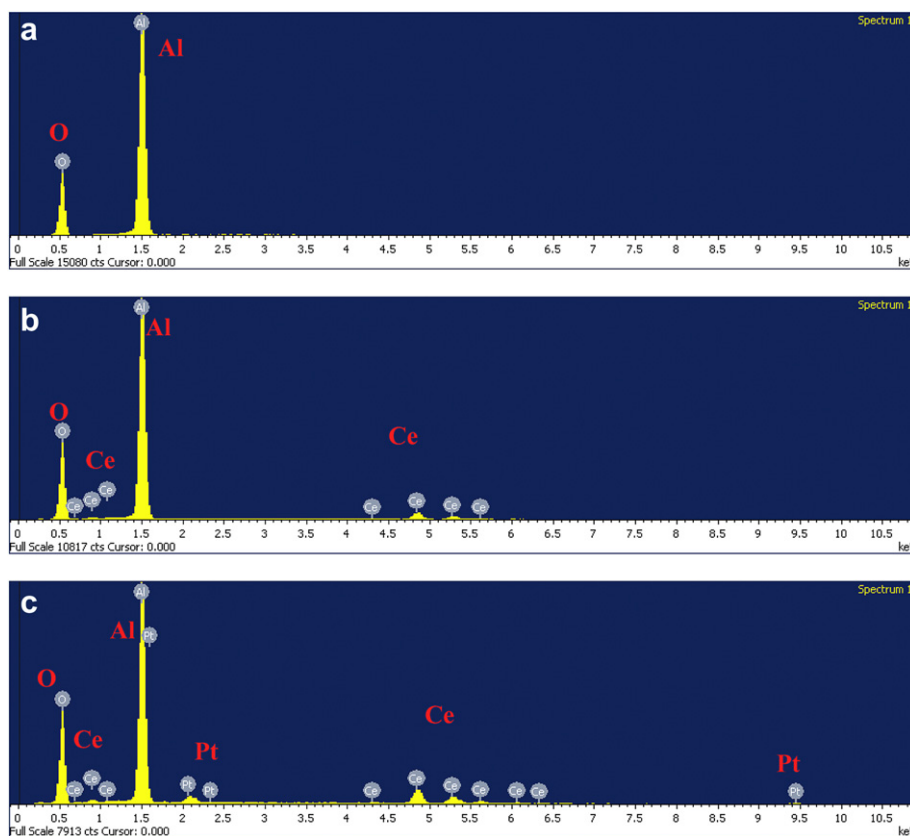 a
Spectrum 1
Al
Al
O
O
0 0.5 1 1.5 2 2.5 3 3.5 4 4.5 5 5.5 6 6.5 7 7.5 8 8.5 9 9.5 10 10.5
Full Scale 15080 cts Cursor: 0.000 ke
b
Spectrum 1
Al
Al
O
O
Ce
Ce
Ce Ce Ce
Ce Ce Ce Ce
0 0.5 1 1.5 2 2.5 3 3.5 4 4.5 5 5.5 6 6.5 7 7.5 8 8.5 9 9.5 10 10.5
Full Scale 10817 cts Cursor: 0.000 ke
c
Spectrum 1
Al
Al
Pt
O
O
Ce
Pt
Ce
Pt
Ce Ce Ce Pt Pt Ce Ce Ce Ce Ce Ce Pt
0 0.5 1 1.5 2 2.5 3 3.5 4 4.5 5 5.5 6 6.5 7 7.5 8 8.5 9 9.5 10 10.5
Full Scale 7913 cts Cursor: 0.000 ke